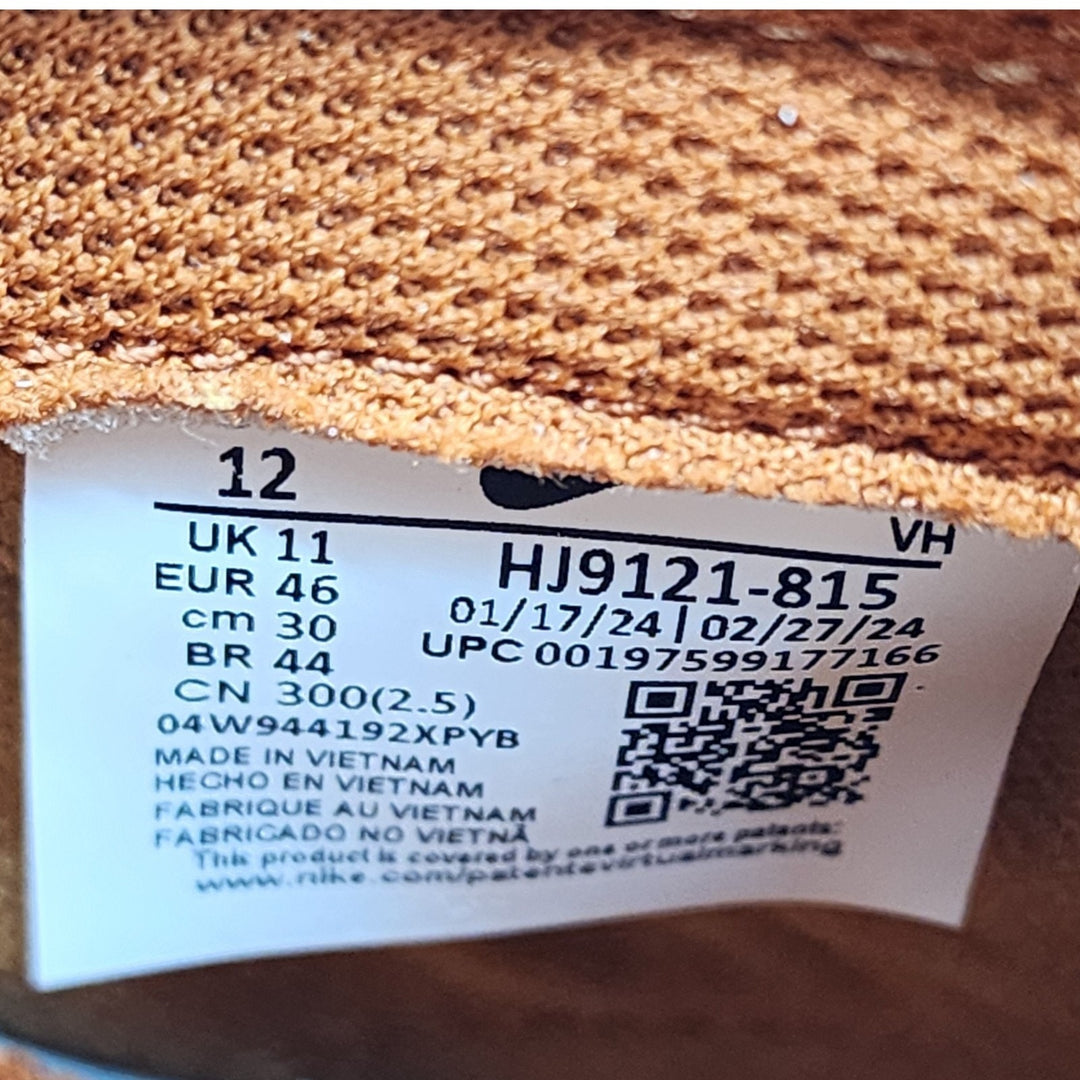 12
VH
UK 11
EUR 46
cm 30
BR 44
CN 300(2.5)
HJ9121-815
01/17/24 | 02/27/24
UPC 00197599177166
04W944192XPYB
MADE IN VIETNAM
HECHO EN VIETNAM
FABRIQUE AU VIETNAM
FABRICADO NO VIETNÃ
This product is covered by one or more patents:
www.nike.com/patentsvirtualmarking